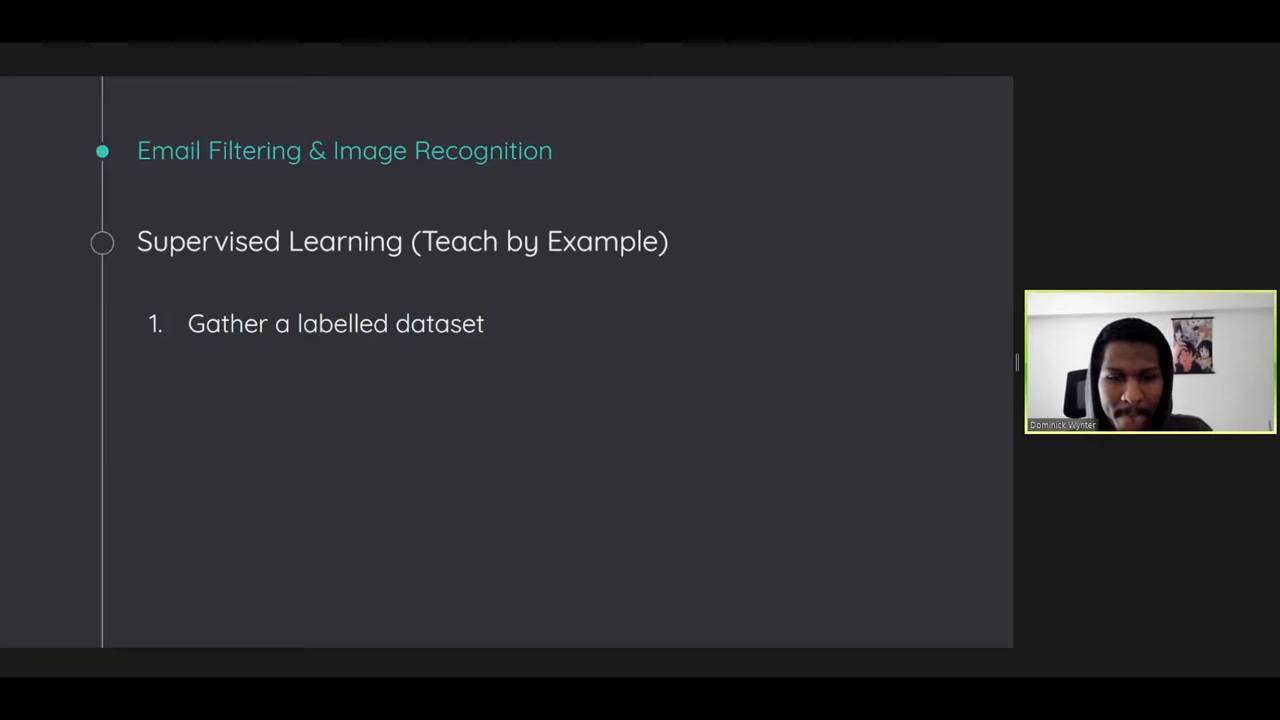 Email Filtering & Image Recognition
Supervised Learning (Teach by Example)
1. Gather a labelled dataset
Dominick Wynter